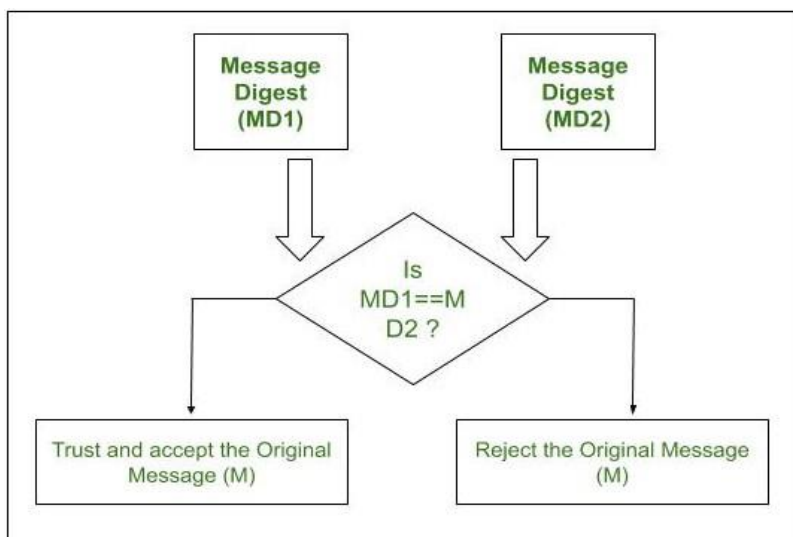 Message
Digest
(MD1)
Message
Digest
(MD2)
Is
MD1==M
D2 ?
Trust and accept the Original
Message (M)
Reject the Original Message
(M)